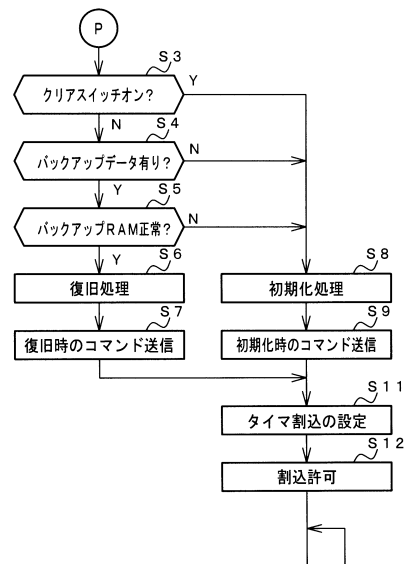 P
S3
クリアスイッチオン?
Y
N
S4
バックアップデータ有り?
N
Y
S5
バックアップRAM正常?
N
Y
S6
復旧処理
S8
初期化処理
S7
復旧時のコマンド送信
S9
初期化時のコマンド送信
S11
タイマ割込の設定
S12
割込許可